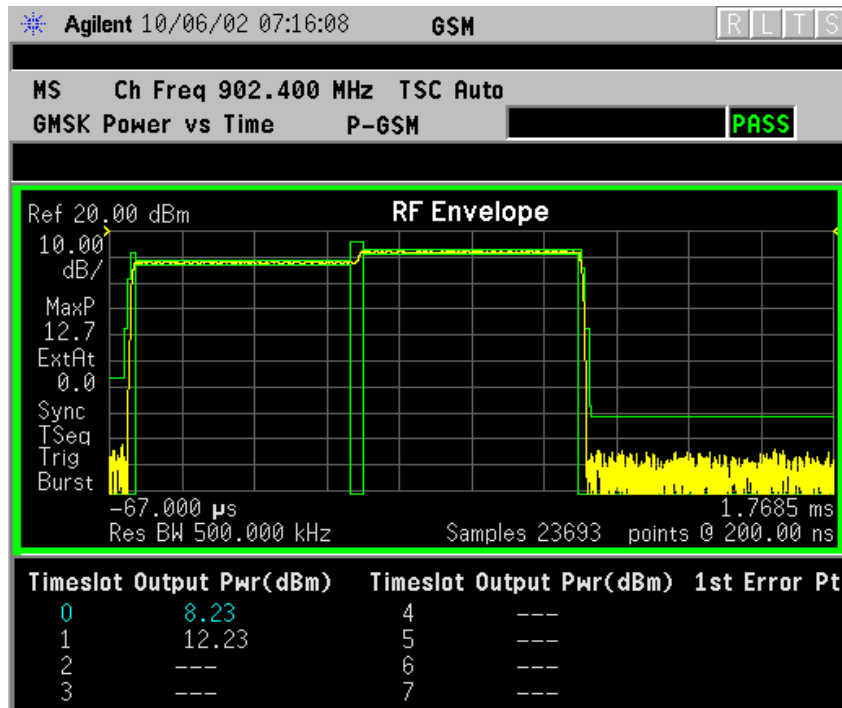 Agilent 10/06/02 07:16:08 GSM R L T S
MS Ch Freq 902.400 MHz TSC Auto
GMSK Power vs Time P-GSM PASS
Ref 20.00 dBm RF Envelope
10.00
dB/
MaxP
12.7
ExtAt
0.0
Sync
TSeq
Trig
Burst
-67.000 µs 1.7685 ms
Res BW 500.000 kHz Samples 23693 points @ 200.00 ns
Timeslot Output Pwr(dBm) Timeslot Output Pwr(dBm) 1st Error Pt
0 8.23 4 ---
1 12.23 5 ---
2 --- 6 ---
3 --- 7 ---